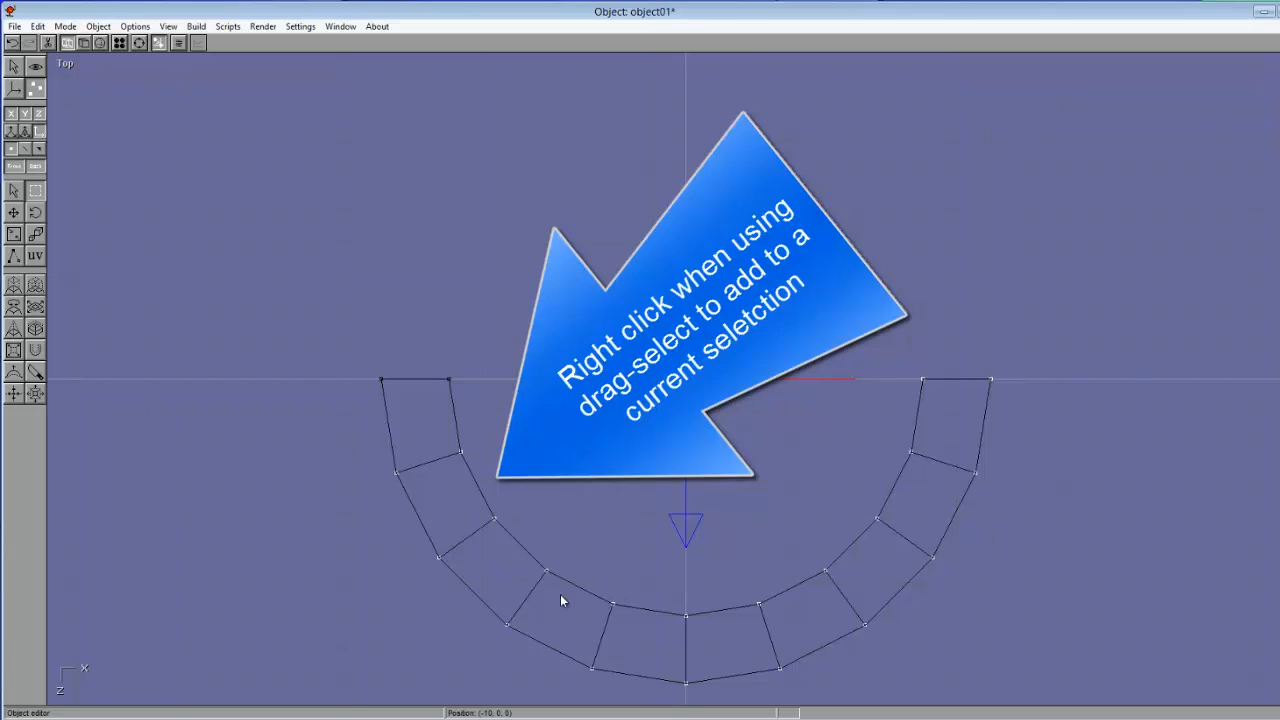 Object: object01*
File Edit Mode Object Options View Build Scripts Render Settings Window About
Top
X Y Z
uv
Right click when using
drag-select to add to a
current seletction
X
Z
Object editor
Position: (-10, 0, 0)